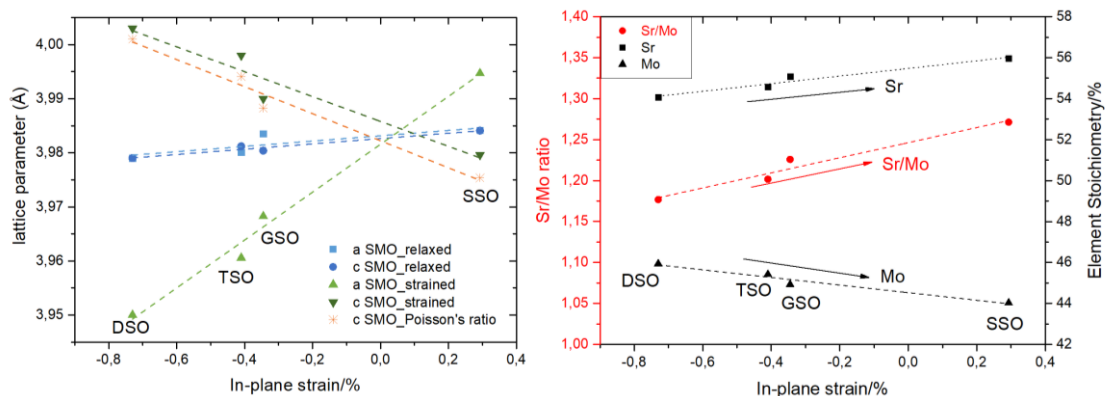 4,00
3,99
3,98
3,97
3,96
3,95
lattice parameter (Å)
DSO
TSO
GSO
SSO
a SMO_relaxed
c SMO_relaxed
a SMO_strained
c SMO_strained
c SMO_Poisson's ratio
-0,8 -0,6 -0,4 -0,2 0,0 0,2 0,4
In-plane strain/%
1,40
1,35
1,30
1,25
1,20
1,15
1,10
1,05
1,00
Sr/Mo ratio
Sr/Mo
Sr
Mo
Sr
Sr/Mo
Mo
DSO
TSO
GSO
SSO
58
56
54
52
50
48
46
44
42
Element Stoichiometry/%
-0,8 -0,6 -0,4 -0,2 0,0 0,2 0,4
In-plane strain/%